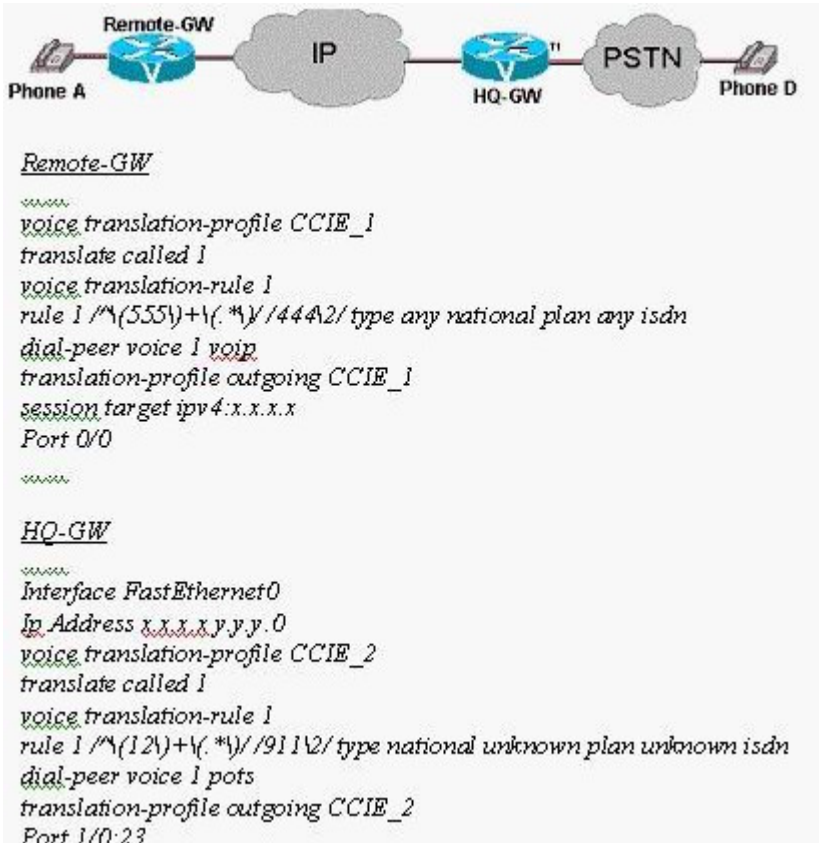 Remote-GW
IP
T1
PSTN
Phone A
HQ-GW
Phone D
Remote-GW
.......
voice translation-profile CCIE_1
translate called 1
voice translation-rule 1
rule 1 /^\(555\)+\(.*\)/ /444\2/ type any national plan any isdn
dial-peer voice 1 voip
translation-profile outgoing CCIE_1
session target ipv4:x.x.x.x
Port 0/0
.......
HQ-GW
.......
Interface FastEthernet0
Ip Address x.x.x.x y.y.y.0
voice translation-profile CCIE_2
translate called 1
voice translation-rule 1
rule 1 /^\(12\)+\(.*\)/ /911\2/ type national unknown plan unknown isdn
dial-peer voice 1 pots
translation-profile outgoing CCIE_2
Port 1/0:23